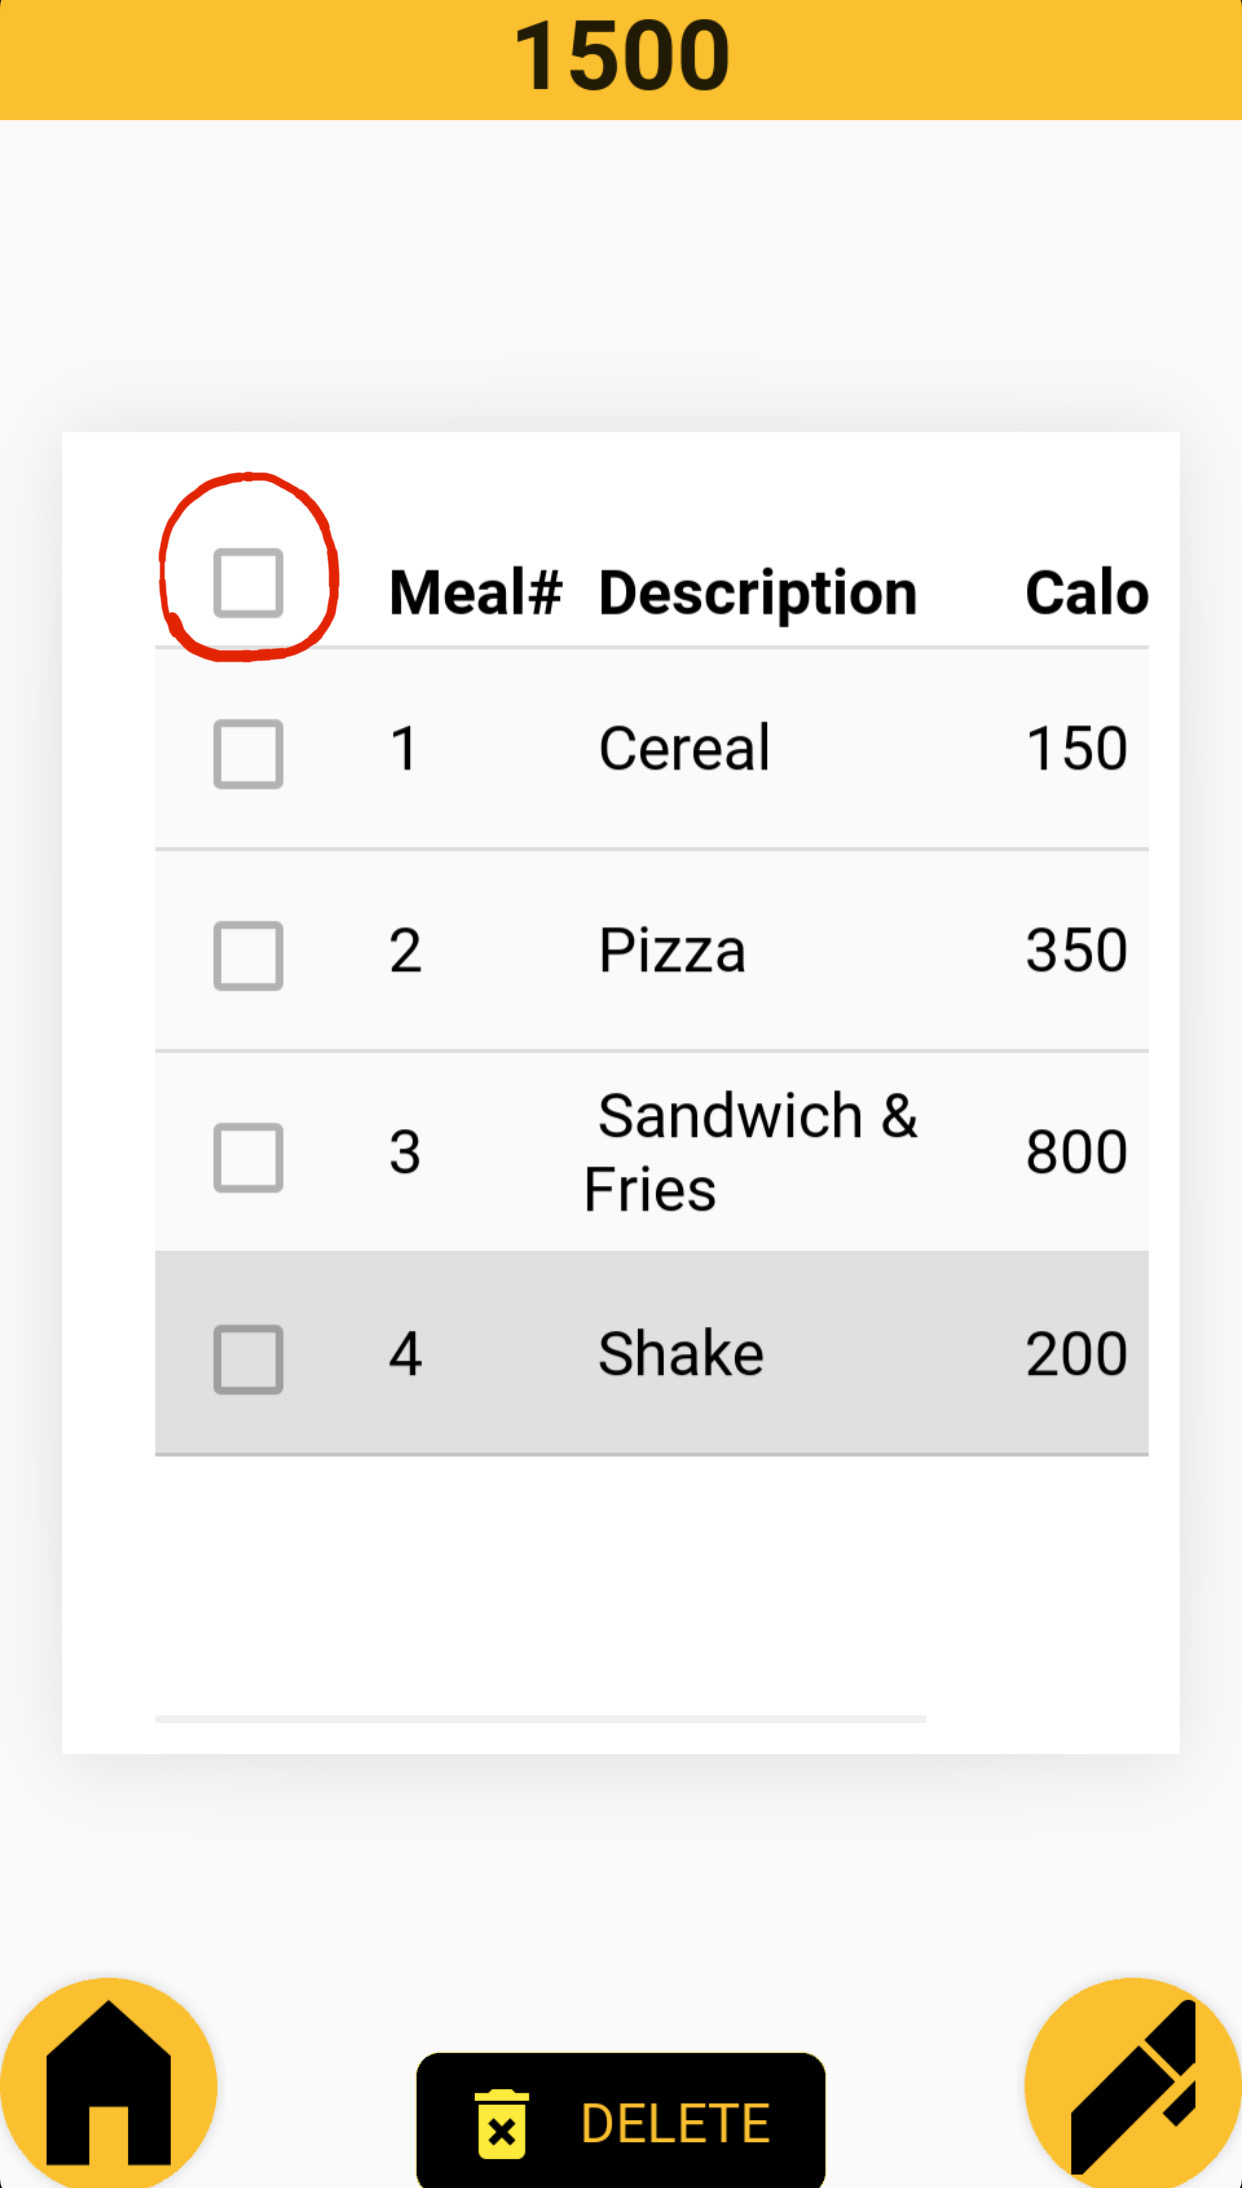 1500
Meal# Description Calo
1 Cereal 150
2 Pizza 350
3 Sandwich & Fries 800
4 Shake 200
DELETE